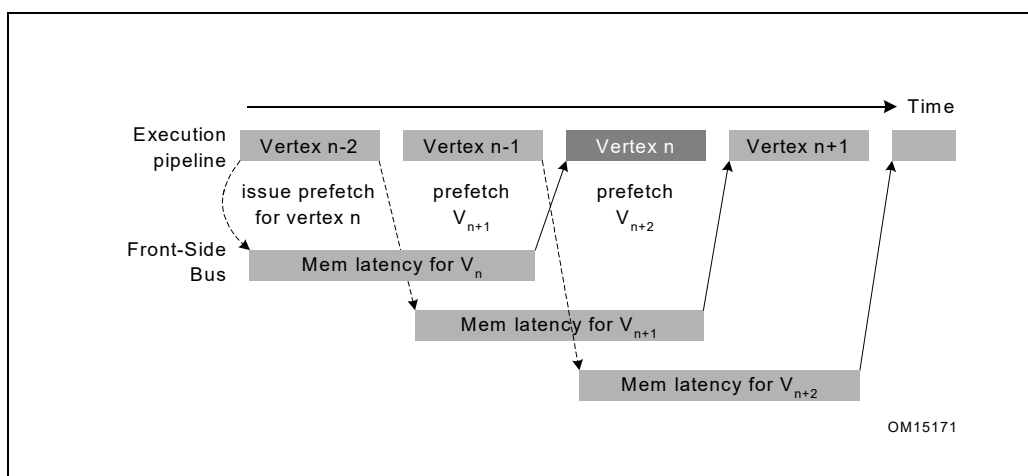 Time
Execution
pipeline
Vertex n-2
Vertex n-1
Vertex n
Vertex n+1
issue prefetch
for vertex n
prefetch
Vn+1
prefetch
Vn+2
Front-Side
Bus
Mem latency for Vn
Mem latency for Vn+1
Mem latency for Vn+2
OM15171